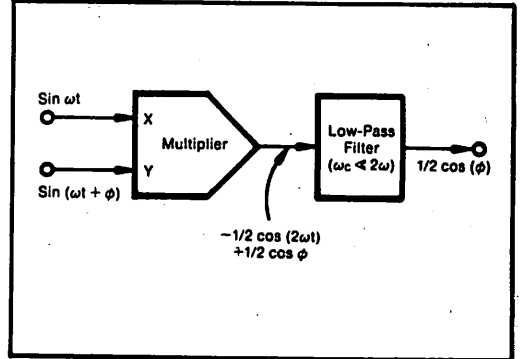 Sin ωt
X
Multiplier
Y
Sin (ωt + ϕ)
Low-Pass
Filter
(ωc ≪ 2ω)
1/2 cos (ϕ)
−1/2 cos (2ωt)
+1/2 cos ϕ